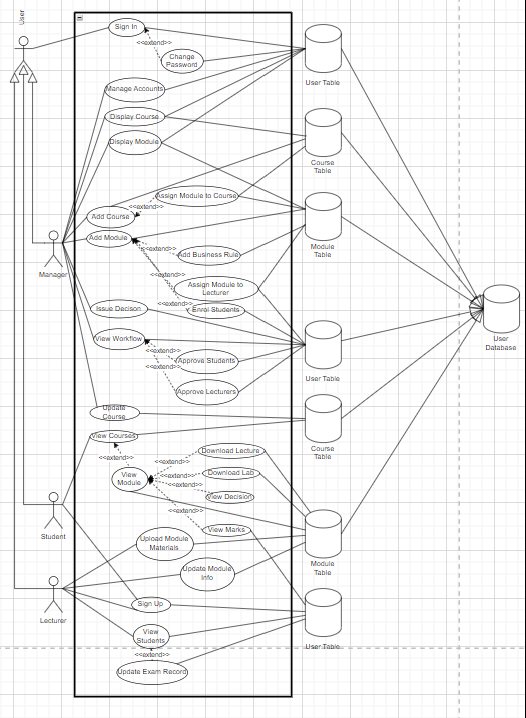 User
Sign In
<<extend>>
Change
Password
User Table
Manage Accounts
Display Course
Display Module
Course
Table
Assign Module to Course
<<extend>>
Add Course
Add Module
<<extend>>
Add Business Rule
Module
Table
Manager
<<extend>>
Assign Module to
Lecturer
<<extend>>
Enrol Students
Issue Decison
View Workflow
<<extend>>
Approve Students
<<extend>>
Approve Lecturers
User Table
User
Database
Update
Course
View Courses
Course
Table
<<extend>>
Download Lecture
<<extend>>
View
Module
<<extend>>
Download Lab
<<extend>>
View Decision
<<extend>>
View Marks
Student
Upload Module
Materials
Update Module
Info
Module
Table
Lecturer
Sign Up
View
Students
User Table
<<extend>>
Update Exam Record